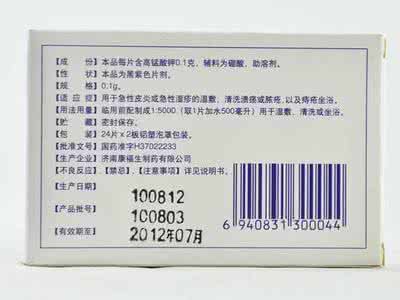 【成　　份】本品每片含高锰酸钾0.1克，辅料为硼酸，助溶剂。
【性　　状】本品为黑紫色片剂。
【规　　格】0.1g。
【适 应 症】用于急性皮炎或急性湿疹的湿敷，清洗溃疡或脓疮，以及痔疮坐浴。
【用法用量】临用前配制成1:5000（取1片加水500毫升）用于湿敷，清洗或坐浴。
【贮　　藏】密封保存。
【包　　装】24片x2板铝塑泡罩包装。
【批准文号】国药准字H37022233
【生产企业】济南康福生制药有限公司
【不良反应】、【禁忌】、【注意事项】详见说明书。
【生产日期】 100812
【产品批号】 100803
【有效期至】 2012年07月
6 940831 300044